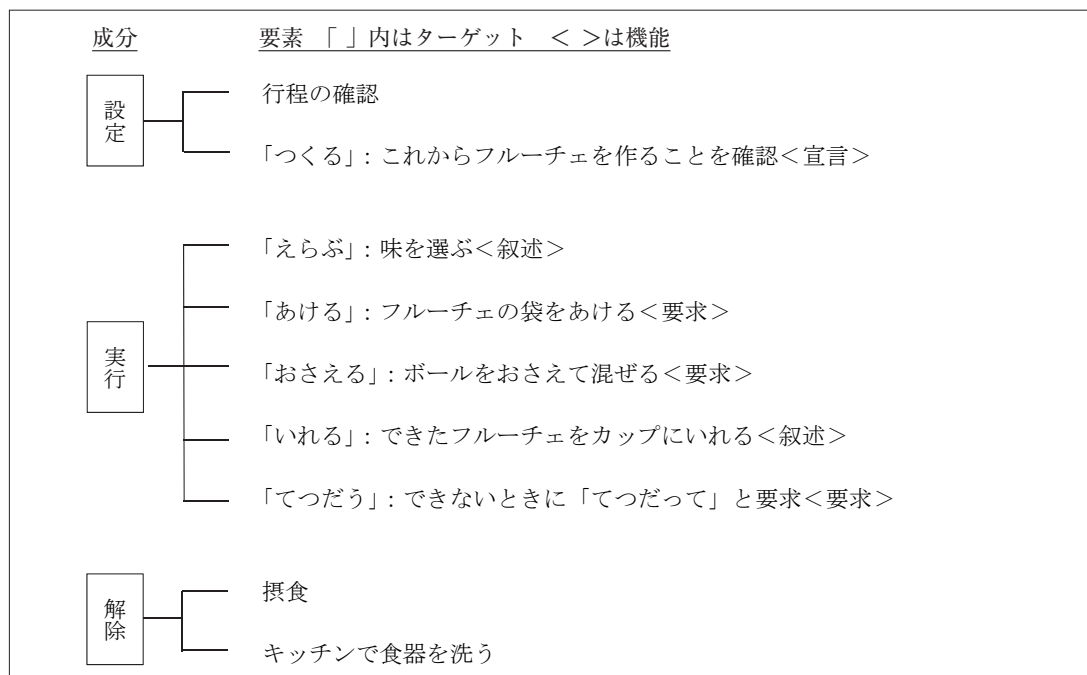 成分 要素 「 」内はターゲット < >は機能
設定
行程の確認
「つくる」: これからフルーチェを作ることを確認<宣言>
実行
「えらぶ」: 味を選ぶ<叙述>
「あける」: フルーチェの袋をあける<要求>
「おさえる」: ボールをおさえて混ぜる<要求>
「いれる」: できたフルーチェをカップにいれる<叙述>
「てつだう」: できないときに「てつだって」と要求<要求>
解除
摂食
キッチンで食器を洗う